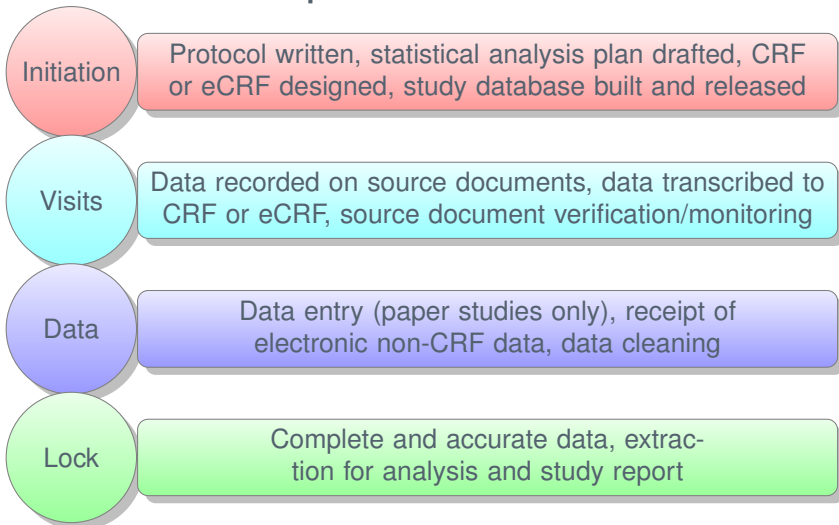 Initiation
Protocol written, statistical analysis plan drafted, CRF
or eCRF designed, study database built and released
Visits
Data recorded on source documents, data transcribed to
CRF or eCRF, source document verification/monitoring
Data
Data entry (paper studies only), receipt of
electronic non-CRF data, data cleaning
Lock
Complete and accurate data, extrac-
tion for analysis and study report